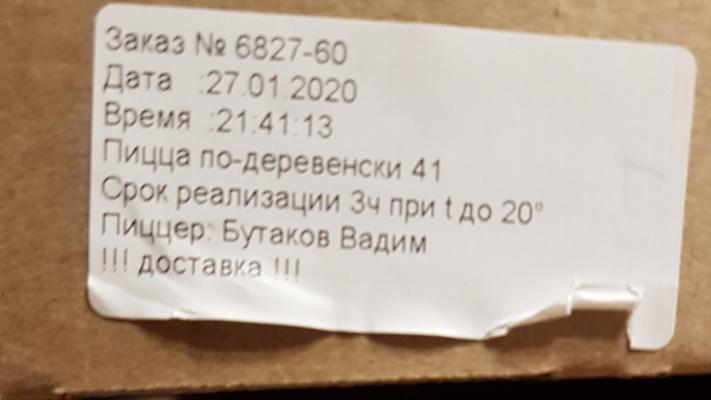 Заказ № 6827-60
Дата :27.01.2020
Время :21:41:13
Пицца по-деревенски 41
Срок реализации 3ч при t до 20°
Пиццер: Бутаков Вадим
!!! доставка !!!